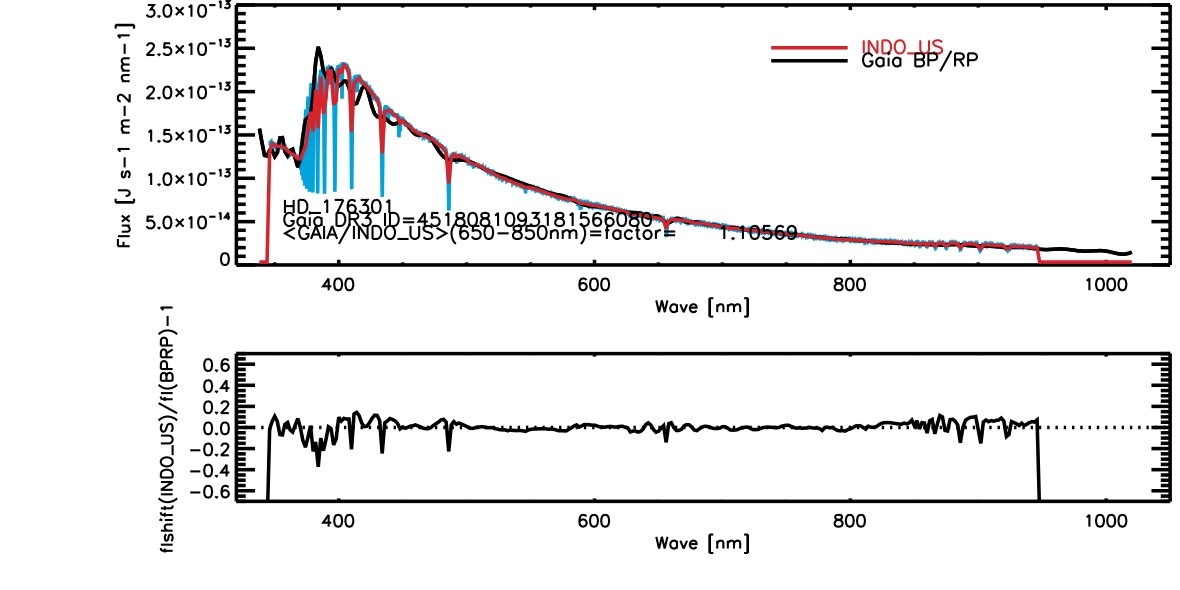 3.0×10−13
2.5×10−13
2.0×10−13
1.5×10−13
1.0×10−13
5.0×10−14
0
Flux [J s−1 m−2 nm−1]
INDO_US
Gaia BP/RP
HD_176301
Gaia DR3 ID=4518081093181566080
<GAIA/INDO_US>(650−850nm)=factor= 1.10569
400 600 800 1000
Wave [nm]
flshift(INDO_US)/fl(BPRP)−1
0.6
0.4
0.2
0.0
−0.2
−0.4
−0.6
400 600 800 1000
Wave [nm]